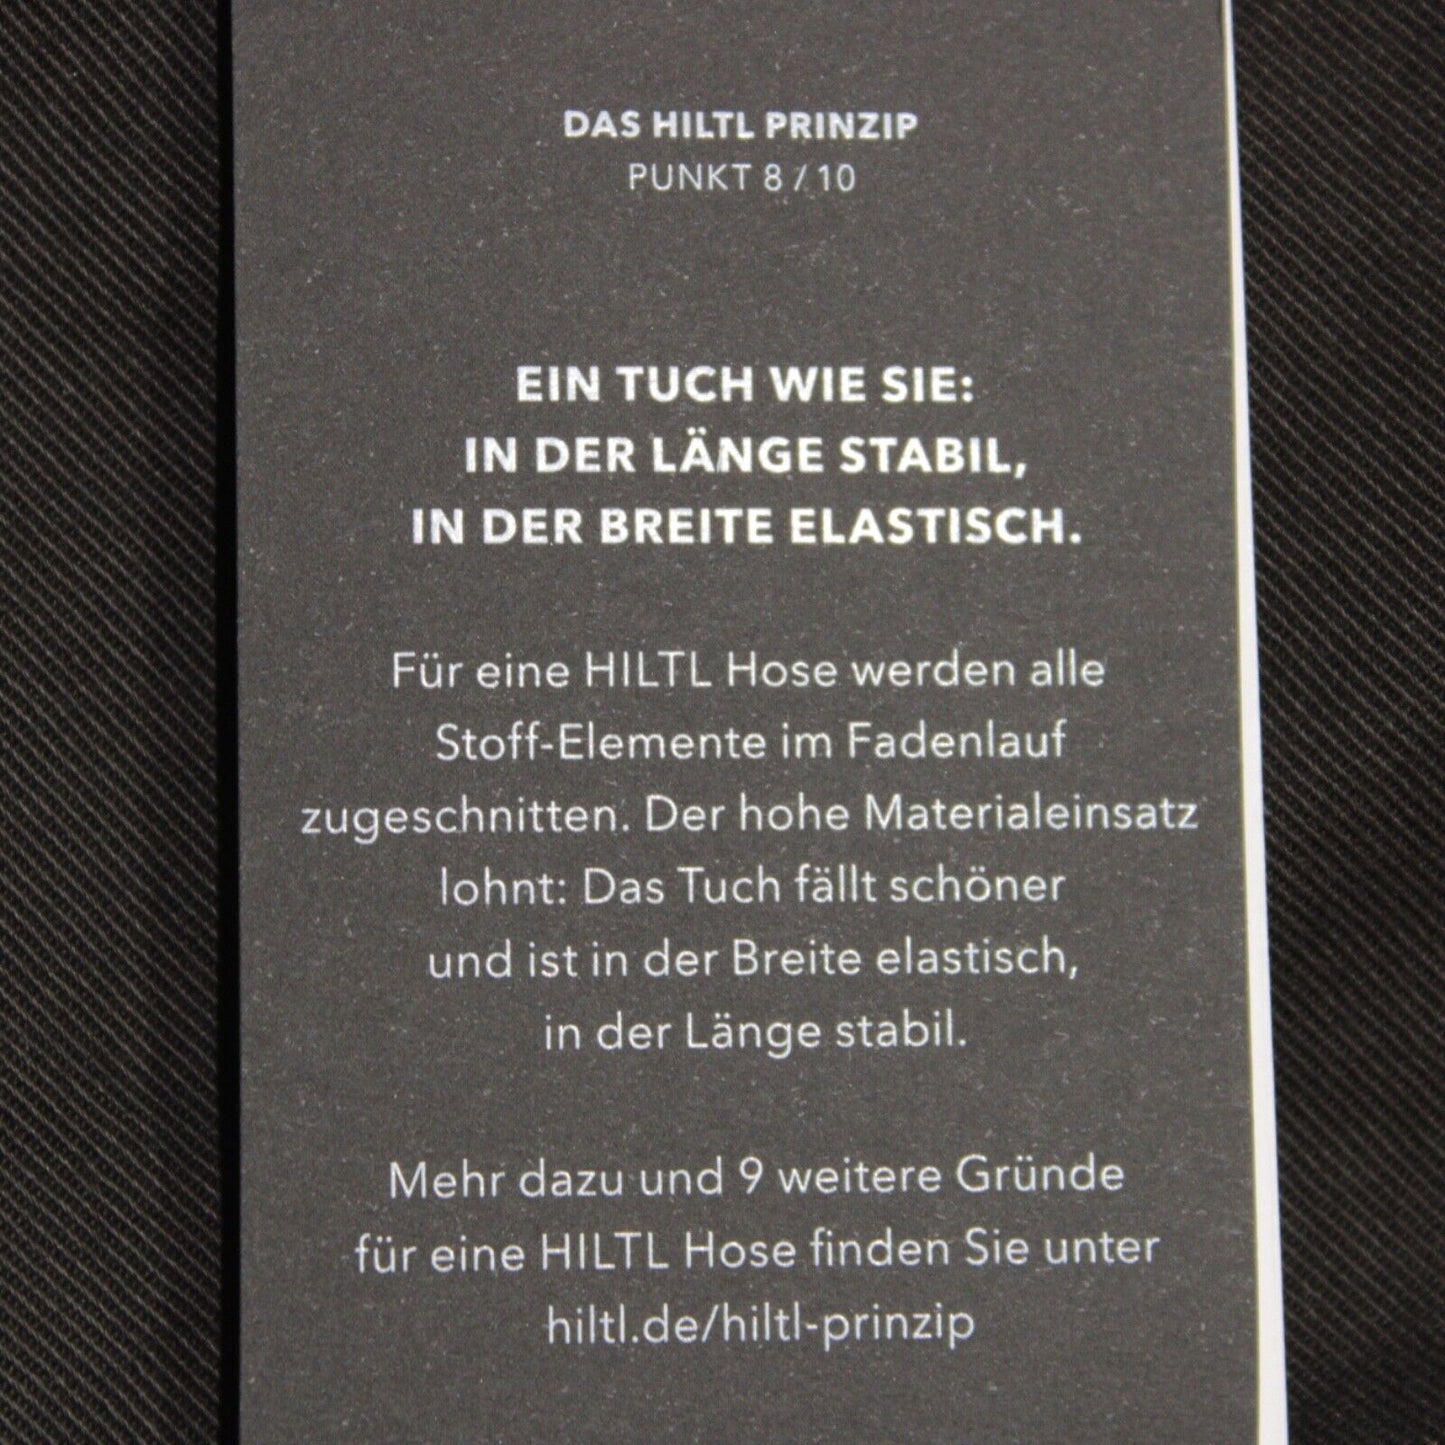 DAS HILTL PRINZIP
PUNKT 8 / 10
EIN TUCH WIE SIE:
IN DER LÄNGE STABIL,
IN DER BREITE ELASTISCH.
Für eine HILTL Hose werden alle
Stoff-Elemente im Fadenlauf
zugeschnitten. Der hohe Materialeinsatz
lohnt: Das Tuch fällt schöner
und ist in der Breite elastisch,
in der Länge stabil.
Mehr dazu und 9 weitere Gründe
für eine HILTL Hose finden Sie unter
hiltl.de/hiltl-prinzip